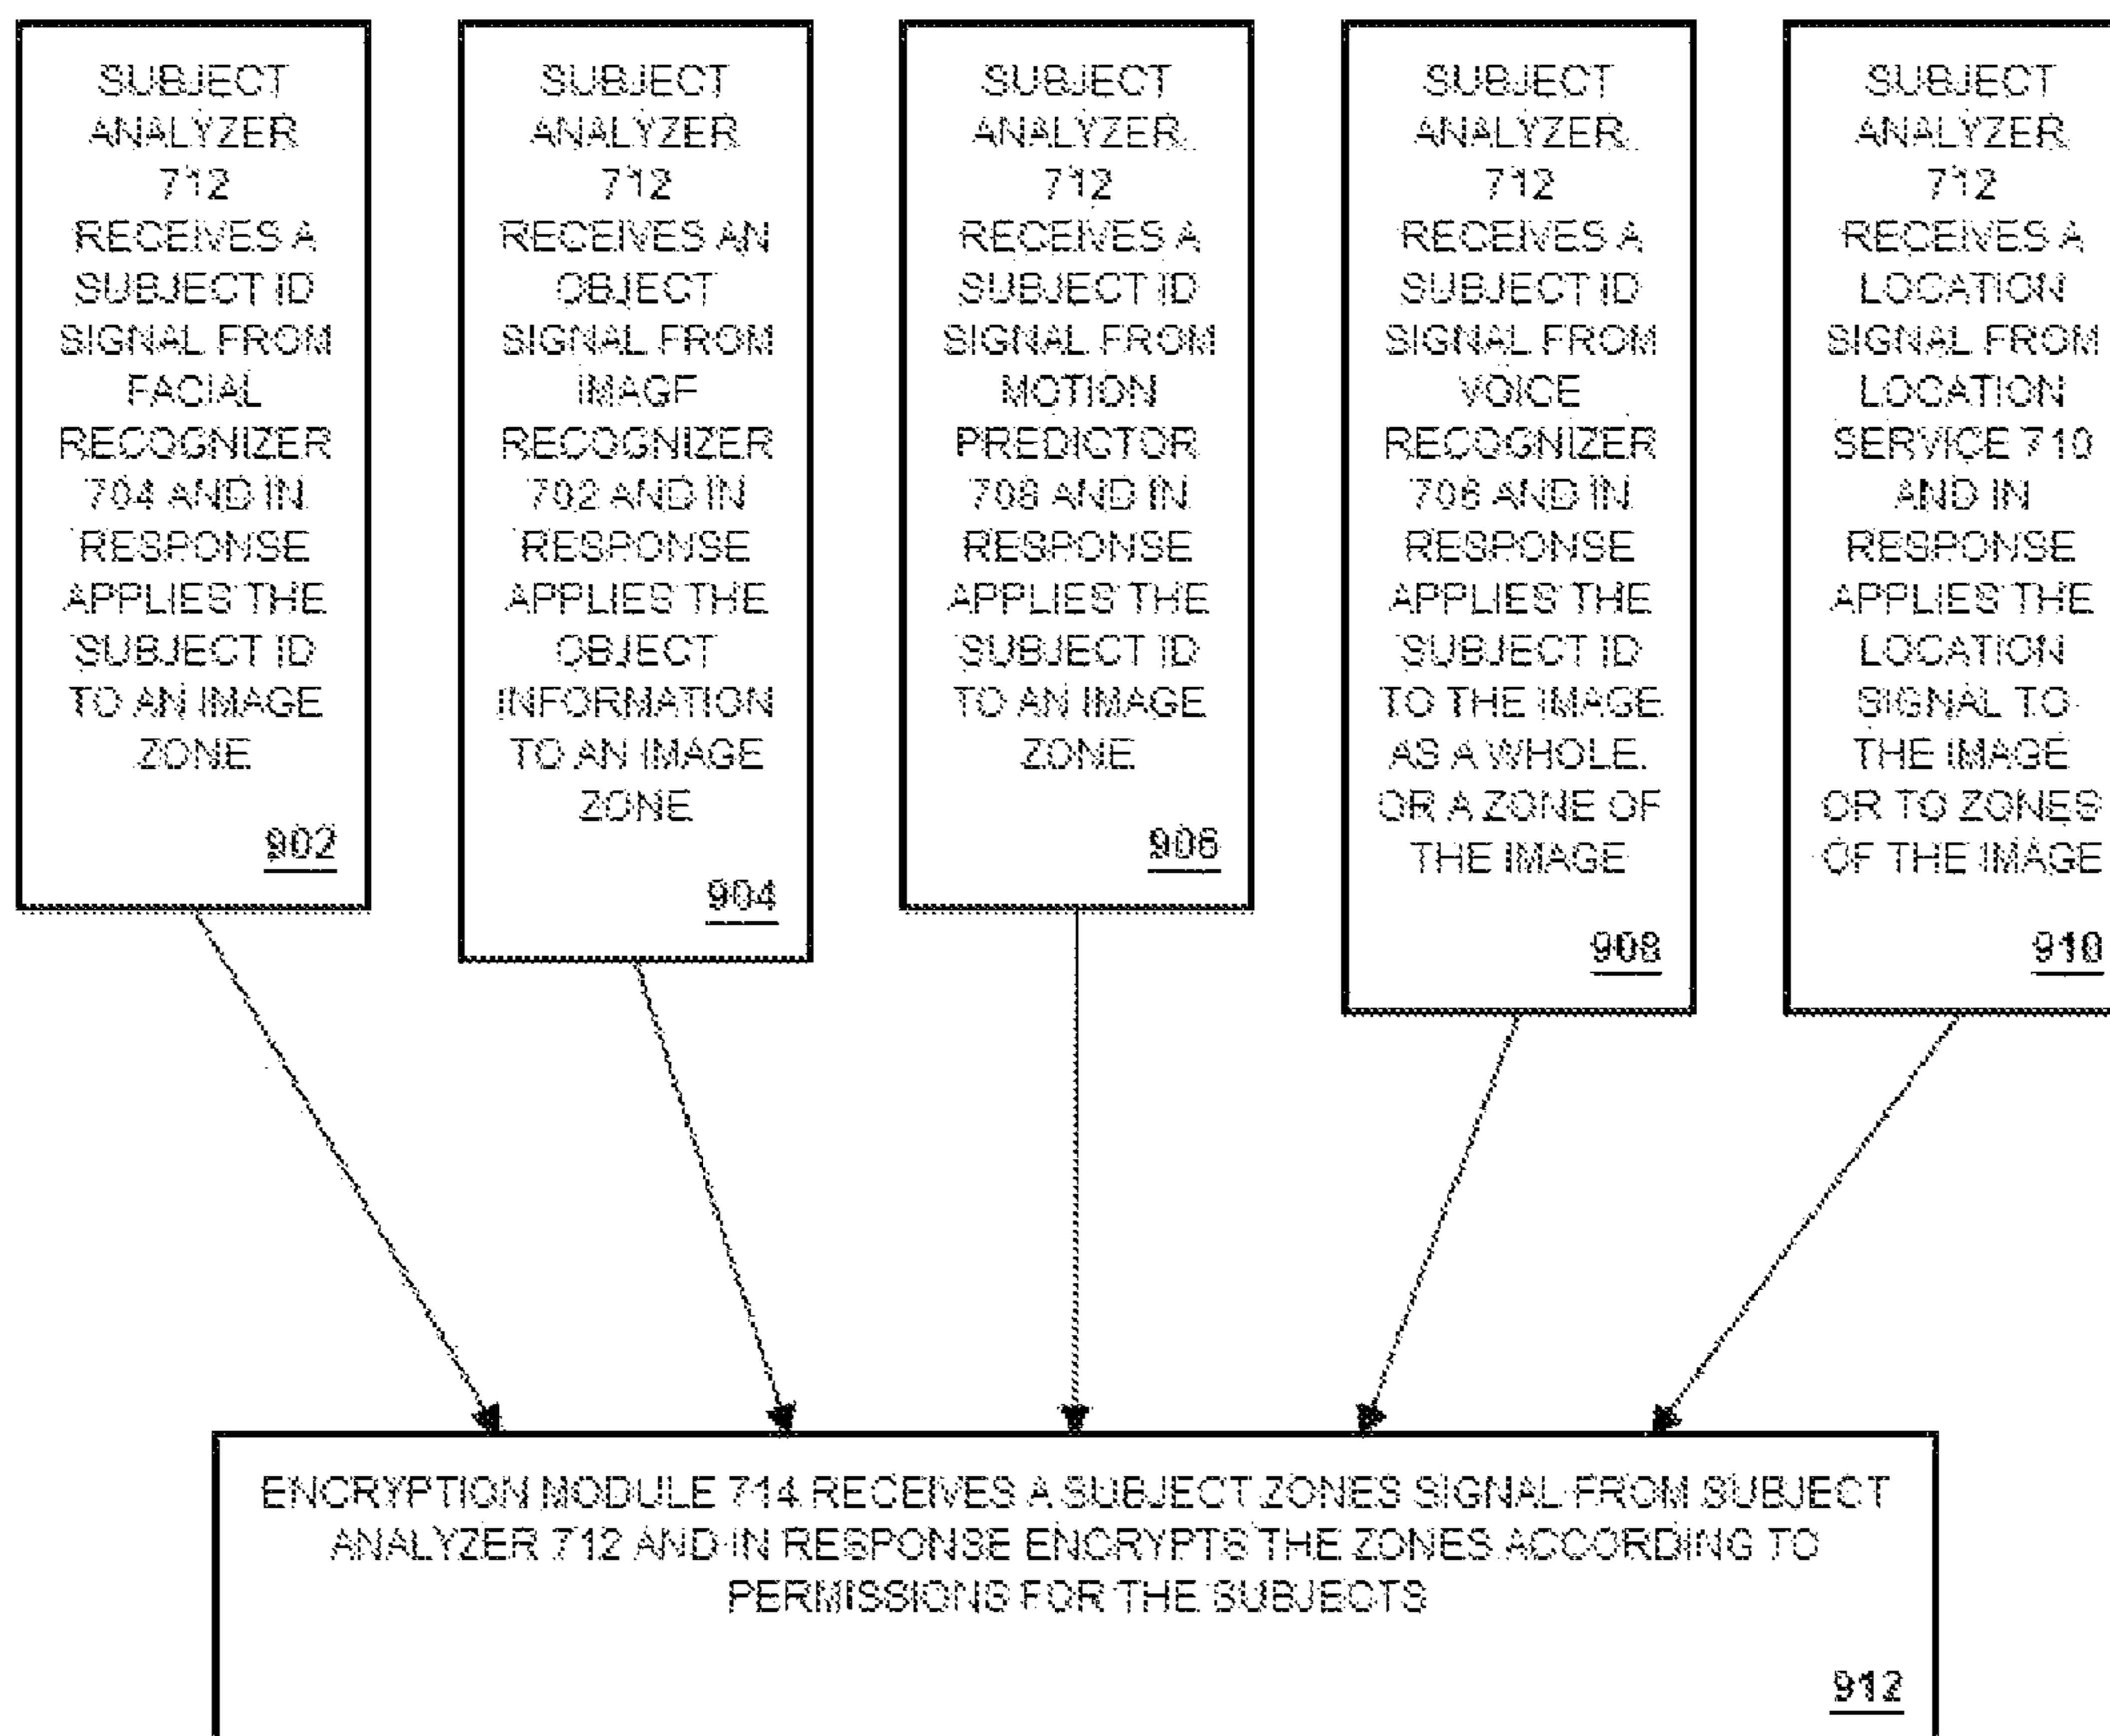 SUBJECT
ANALYZER
712
RECEIVES A
SUBJECT ID
SIGNAL FROM
FACIAL
RECOGNIZER
704 AND IN
RESPONSE
APPLIES THE
SUBJECT ID
TO AN IMAGE
ZONE
902
SUBJECT
ANALYZER
712
RECEIVES AN
OBJECT
SIGNAL FROM
IMAGE
RECOGNIZER
702 AND IN
RESPONSE
APPLIES THE
OBJECT
INFORMATION
TO AN IMAGE
ZONE
904
SUBJECT
ANALYZER
712
RECEIVES A
SUBJECT ID
SIGNAL FROM
MOTION
PREDICTOR
708 AND IN
RESPONSE
APPLIES THE
SUBJECT ID
TO AN IMAGE
ZONE
906
SUBJECT
ANALYZER
712
RECEIVES A
SUBJECT ID
SIGNAL FROM
VOICE
RECOGNIZER
706 AND IN
RESPONSE
APPLIES THE
SUBJECT ID
TO THE IMAGE
AS A WHOLE
OR A ZONE OF
THE IMAGE
908
SUBJECT
ANALYZER
712
RECEIVES A
LOCATION
SIGNAL FROM
LOCATION
SERVICE 710
AND IN
RESPONSE
APPLIES THE
LOCATION
SIGNAL TO
THE IMAGE
OR TO ZONES
OF THE IMAGE
910
ENCRYPTION MODULE 714 RECEIVES A SUBJECT ZONES SIGNAL FROM SUBJECT
ANALYZER 712 AND IN RESPONSE ENCRYPTS THE ZONES ACCORDING TO
PERMISSIONS FOR THE SUBJECTS
912